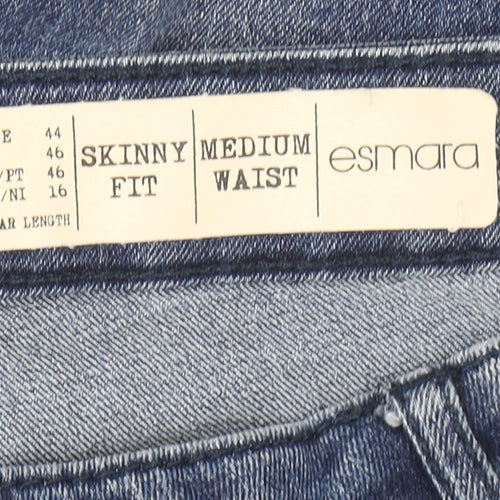 E 44
46
/PT 46
/NI 16
AR LENGTH
SKINNY
FIT
MEDIUM
WAIST
esmara